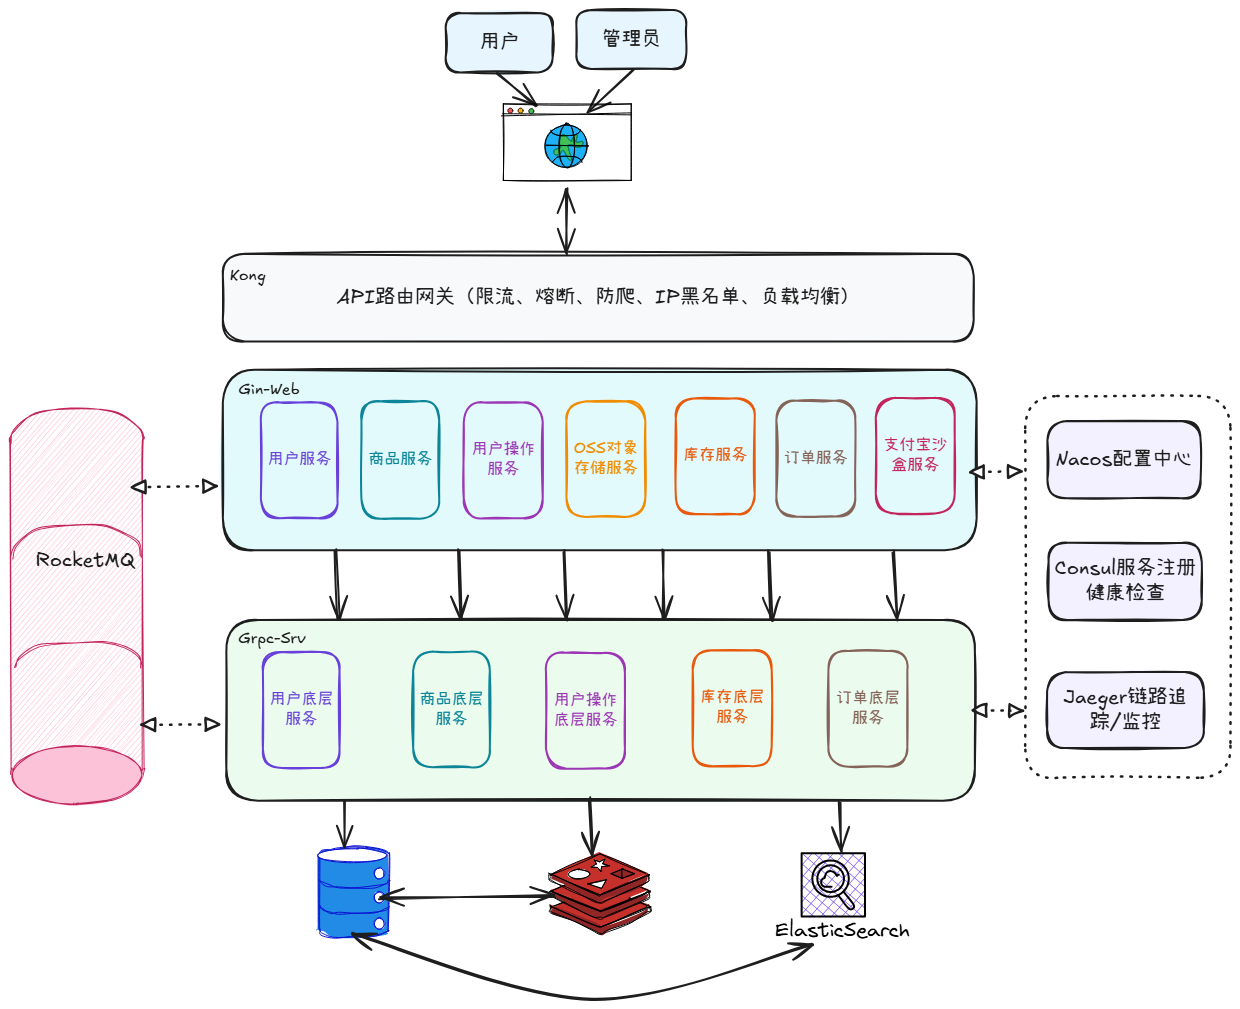 用户
管理员
Kong
API路由网关（限流、熔断、防爬、IP黑名单、负载均衡）
Gin-Web
用户服务
商品服务
用户操作
服务
OSS对象
存储服务
库存服务
订单服务
支付宝沙
盒服务
RocketMQ
Nacos配置中心
Consul服务注册
健康检查
Jaeger链路追
踪/监控
Grpc-Srv
用户底层
服务
商品底层
服务
用户操作
底层服务
库存底层
服务
订单底层
服务
ElasticSearch